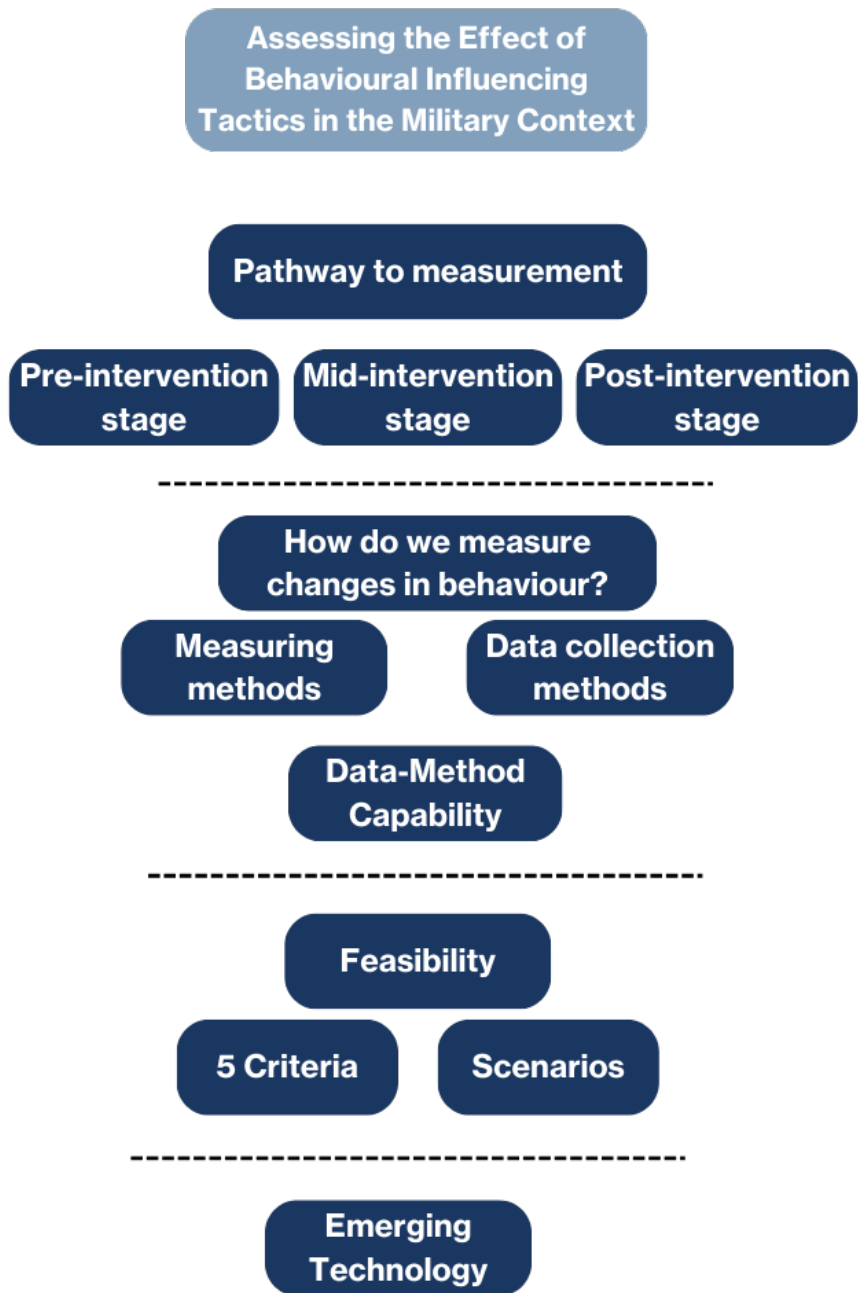 Assessing the Effect of
Behavioural Influencing
Tactics in the Military Context
Pathway to measurement
Pre-intervention
stage
Mid-intervention
stage
Post-intervention
stage
How do we measure
changes in behaviour?
Measuring
methods
Data collection
methods
Data-Method
Capability
Feasibility
5 Criteria
Scenarios
Emerging
Technology